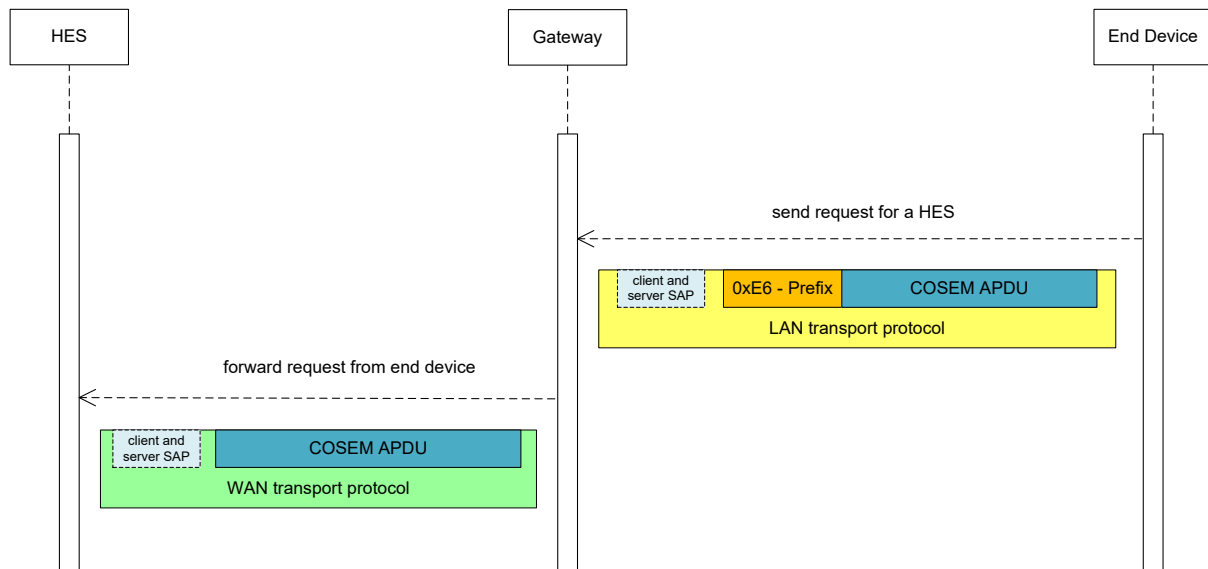 HES
Gateway
End Device
send request for a HES
client and
server SAP
0xE6 - Prefix
COSEM APDU
LAN transport protocol
forward request from end device
client and
server SAP
COSEM APDU
WAN transport protocol